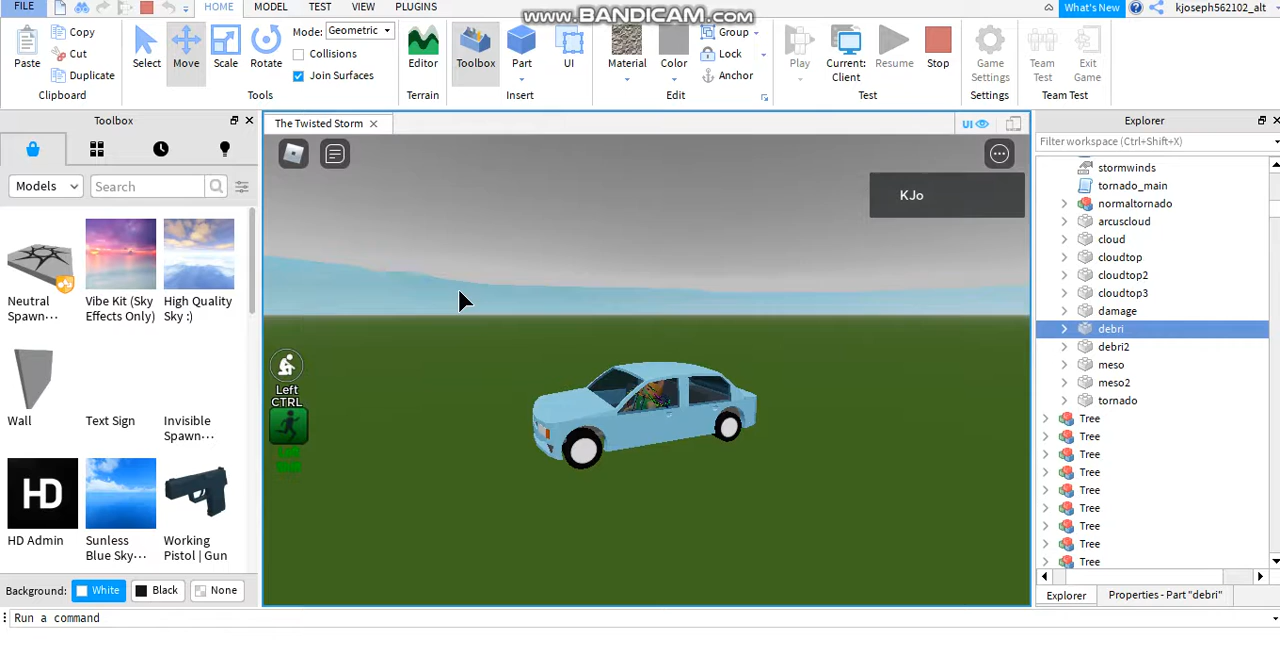 www.BANDICAM.com
FILE HOME MODEL TEST VIEW PLUGINS
What's New kjoseph562102_alt
Paste Copy
Cut
Duplicate
Select Move Scale Rotate
Mode: Geometric
Collisions
Join Surfaces
Editor Toolbox Part UI Material Color
Group
Lock
Anchor
Play Current: Client Resume Stop Game Settings Team Test Exit Game
Clipboard Tools Terrain Insert Edit Test Settings Team Test
Toolbox
Models Search
Neutral Spawn...
Vibe Kit (Sky Effects Only)
High Quality Sky :)
Wall
Text Sign
Invisible Spawn...
HD
HD Admin
Sunless Blue Sky...
Working Pistol | Gun
Background: White Black None
Run a command
The Twisted Storm
UI
KJo
Left CTRL
Explorer
Filter workspace (Ctrl+Shift+X)
stormwinds
tornado_main
normaltornado
arcuscloud
cloud
cloudtop
cloudtop2
cloudtop3
damage
debri
debri2
meso
meso2
tornado
Tree
Tree
Tree
Tree
Tree
Tree
Tree
Tree
Tree
Explorer Properties - Part "debri"